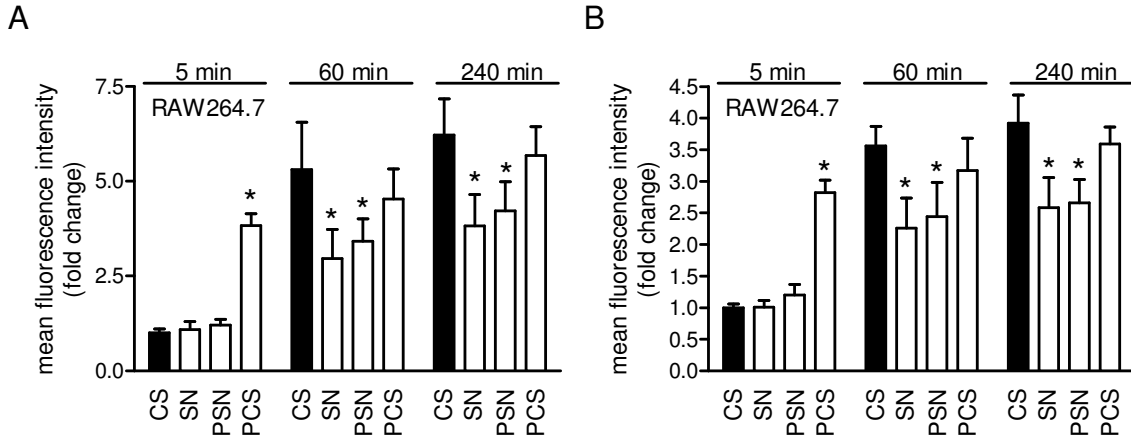 A
5 min 60 min 240 min
RAW264.7
mean fluorescence intensity
(fold change)
7.5
5.0
2.5
0.0
* * * * *
CS SN PSN PCS CS SN PSN PCS CS SN PSN PCS
B
5 min 60 min 240 min
RAW264.7
mean fluorescence intensity
(fold change)
4.5
4.0
3.5
3.0
2.5
2.0
1.5
1.0
0.5
0.0
* * * * *
CS SN PSN PCS CS SN PSN PCS CS SN PSN PCS